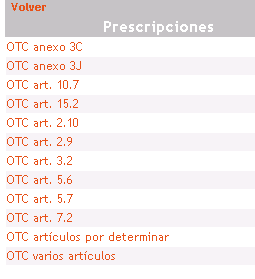 Volver
Prescripciones
OTC anexo 3C
OTC anexo 3J
OTC art. 10.7
OTC art. 15.2
OTC art. 2.10
OTC art. 2.9
OTC art. 3.2
OTC art. 5.6
OTC art. 5.7
OTC art. 7.2
OTC artículos por determinar
OTC varios artículos